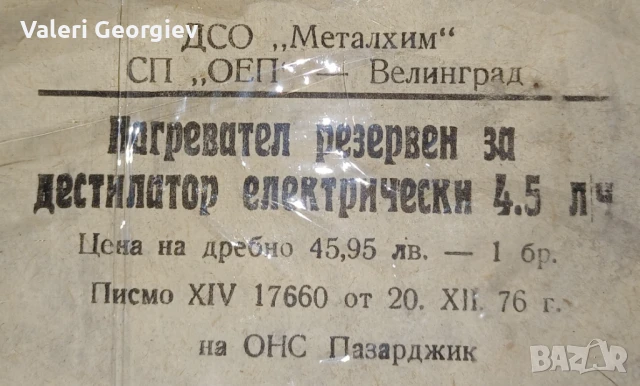 Valeri Georgiev
ДСО „Металхим“
СП „ОЕП“ — Велинград
Нагревател резервен за
дестилатор електрически 4.5 л/ч
Цена на дребно 45,95 лв. — 1 бр.
Писмо XIV 17660 от 20. XII. 76 г.
на ОНС Пазарджик
BAZAR